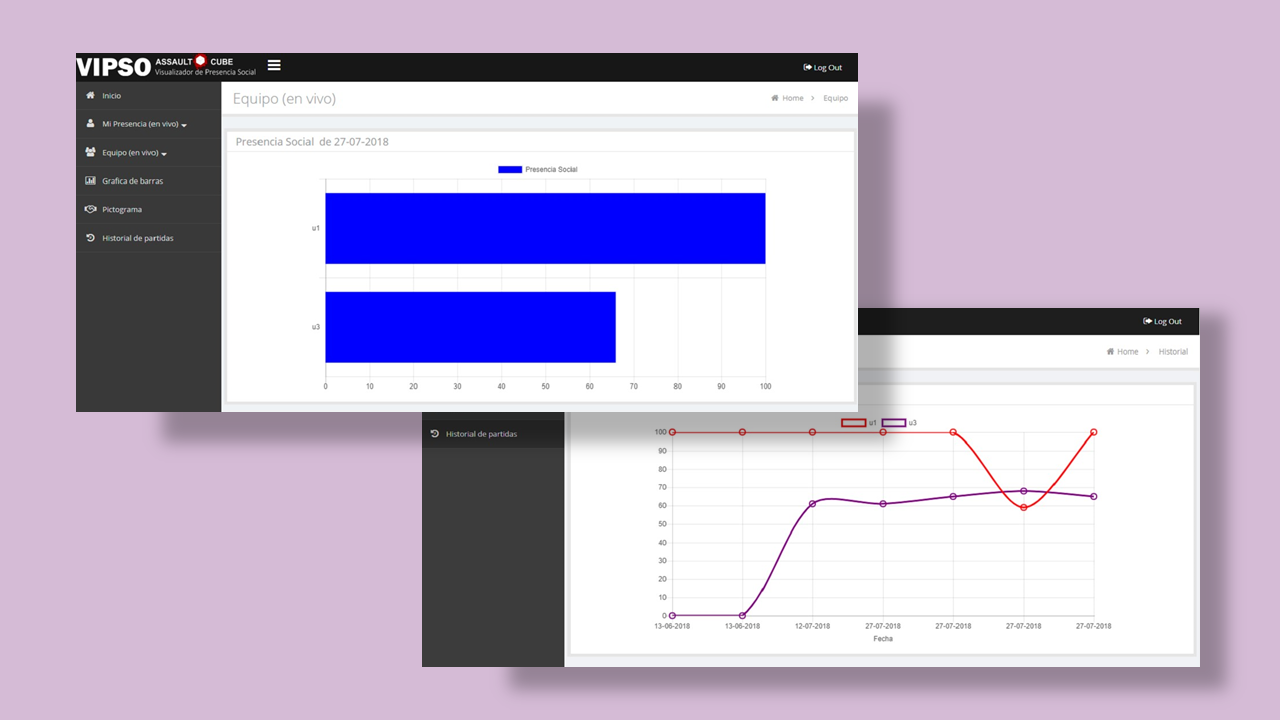 VIPSO ASSAULT CUBE
Visualizador de Presencia Social
Log Out
Inicio
Mi Presencia (en vivo)
Equipo (en vivo)
Grafica de barras
Pictograma
Historial de partidas
Equipo (en vivo)
Home > Equipo
Presencia Social de 27-07-2018
Presencia Social
u1
u3
0 10 20 30 40 50 60 70 80 90 100
Log Out
Home > Historial
Historial de partidas
u1 u3
100
90
80
70
60
50
40
30
20
10
0
13-06-2018 13-06-2018 12-07-2018 27-07-2018 27-07-2018 27-07-2018 27-07-2018
Fecha